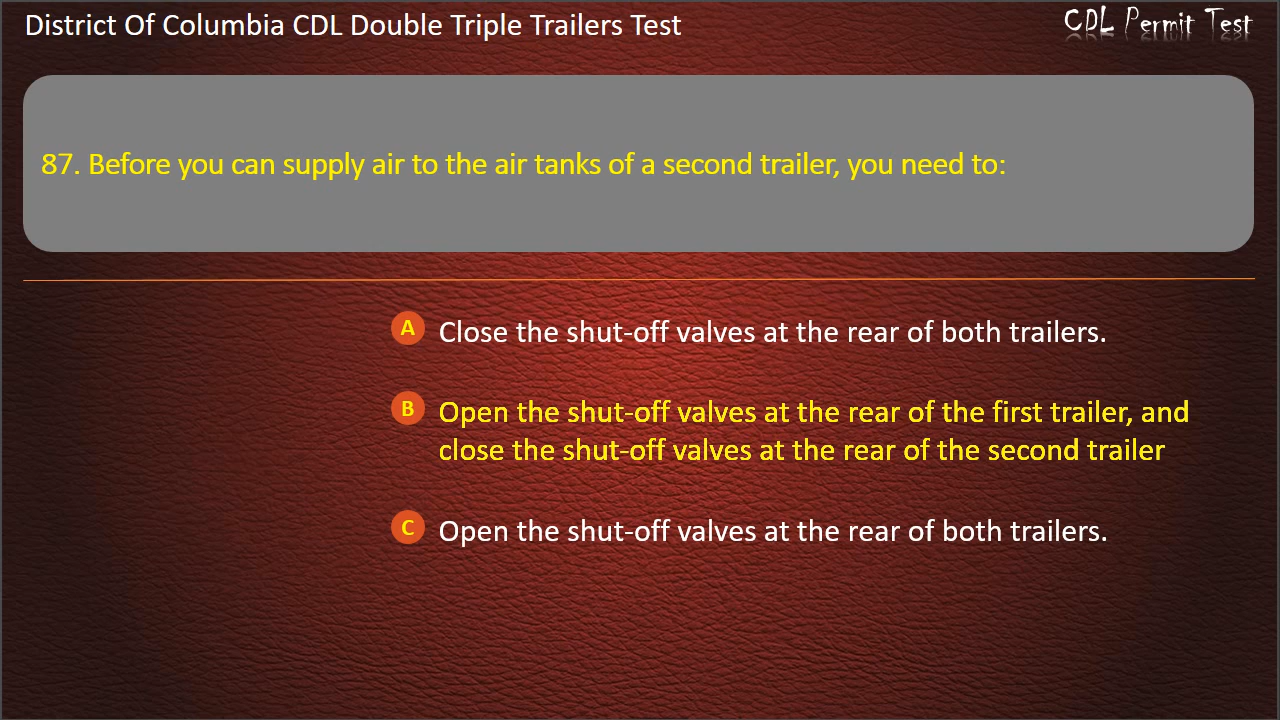 District Of Columbia CDL Double Triple Trailers Test
CDL Permit Test
87. Before you can supply air to the air tanks of a second trailer, you need to:
A Close the shut-off valves at the rear of both trailers.
B Open the shut-off valves at the rear of the first trailer, and
close the shut-off valves at the rear of the second trailer
C Open the shut-off valves at the rear of both trailers.